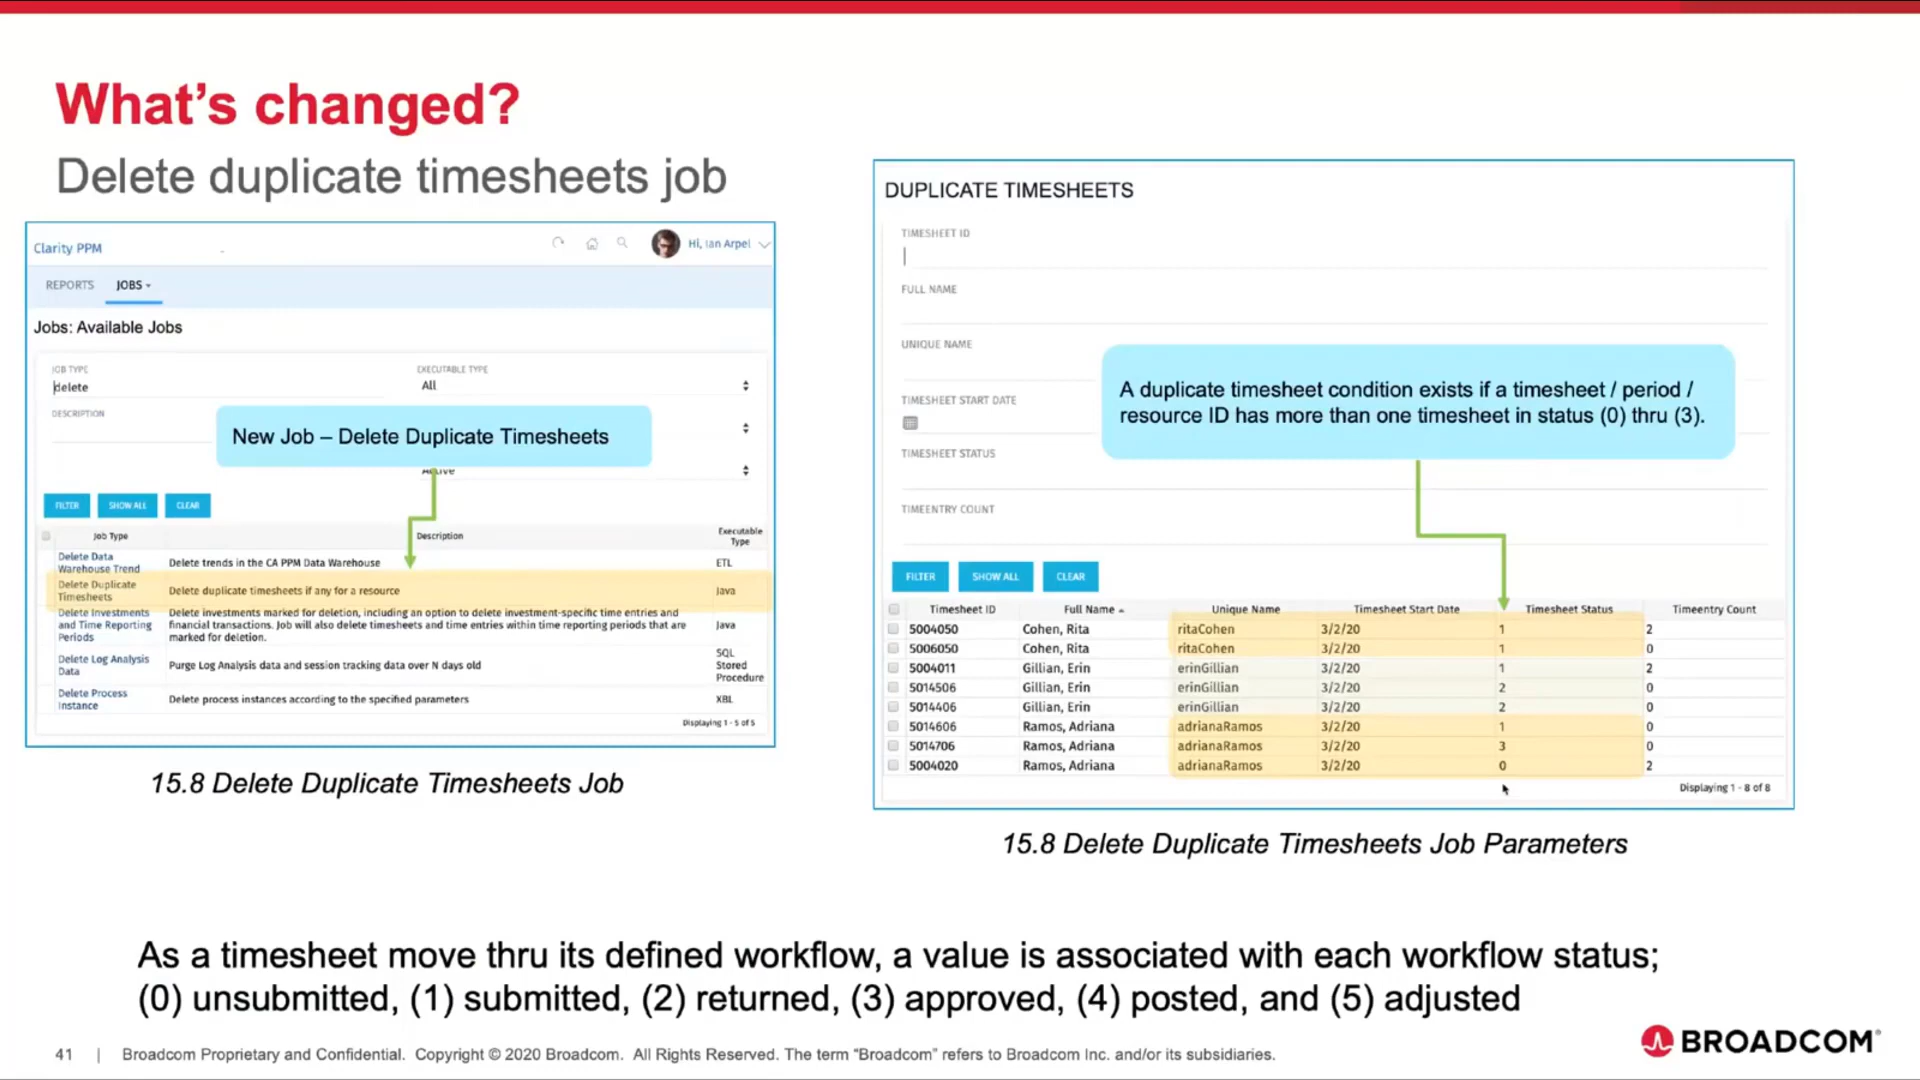 What's changed?
Delete duplicate timesheets job
Clarity PPM
Hi, Ian Arpel
REPORTS JOBS
Jobs: Available Jobs
JOB TYPE EXECUTABLE TYPE
delete All
DESCRIPTION
New Job – Delete Duplicate Timesheets
Active
FILTER SHOW ALL CLEAR
Job Type Description Executable Type
Delete Data Warehouse Trend Delete trends in the CA PPM Data Warehouse ETL
Delete Duplicate Timesheets Delete duplicate timesheets if any for a resource Java
Delete Investments and Time Reporting Periods Delete investments marked for deletion, including an option to delete investment-specific time entries and financial transactions. Job will also delete timesheets and time entries within time reporting periods that are marked for deletion. Java
Delete Log Analysis Data Purge Log Analysis data and session tracking data over N days old SQL Stored Procedure
Delete Process Instance Delete process instances according to the specified parameters XBL
Displaying 1 - 5 of 5
15.8 Delete Duplicate Timesheets Job
DUPLICATE TIMESHEETS
TIMESHEET ID
FULL NAME
UNIQUE NAME
TIMESHEET START DATE
TIMESHEET STATUS
TIMEENTRY COUNT
A duplicate timesheet condition exists if a timesheet / period /
resource ID has more than one timesheet in status (0) thru (3).
FILTER SHOW ALL CLEAR
Timesheet ID Full Name Unique Name Timesheet Start Date Timesheet Status Timeentry Count
5004050 Cohen, Rita ritaCohen 3/2/20 1 2
5006050 Cohen, Rita ritaCohen 3/2/20 1 0
5004011 Gillian, Erin erinGillian 3/2/20 1 2
5014506 Gillian, Erin erinGillian 3/2/20 2 0
5014406 Gillian, Erin erinGillian 3/2/20 2 0
5014606 Ramos, Adriana adrianaRamos 3/2/20 1 0
5014706 Ramos, Adriana adrianaRamos 3/2/20 3 0
5004020 Ramos, Adriana adrianaRamos 3/2/20 0 2
Displaying 1 - 8 of 8
15.8 Delete Duplicate Timesheets Job Parameters
As a timesheet move thru its defined workflow, a value is associated with each workflow status;
(0) unsubmitted, (1) submitted, (2) returned, (3) approved, (4) posted, and (5) adjusted
41 | Broadcom Proprietary and Confidential. Copyright © 2020 Broadcom. All Rights Reserved. The term “Broadcom” refers to Broadcom Inc. and/or its subsidiaries.
BROADCOM®